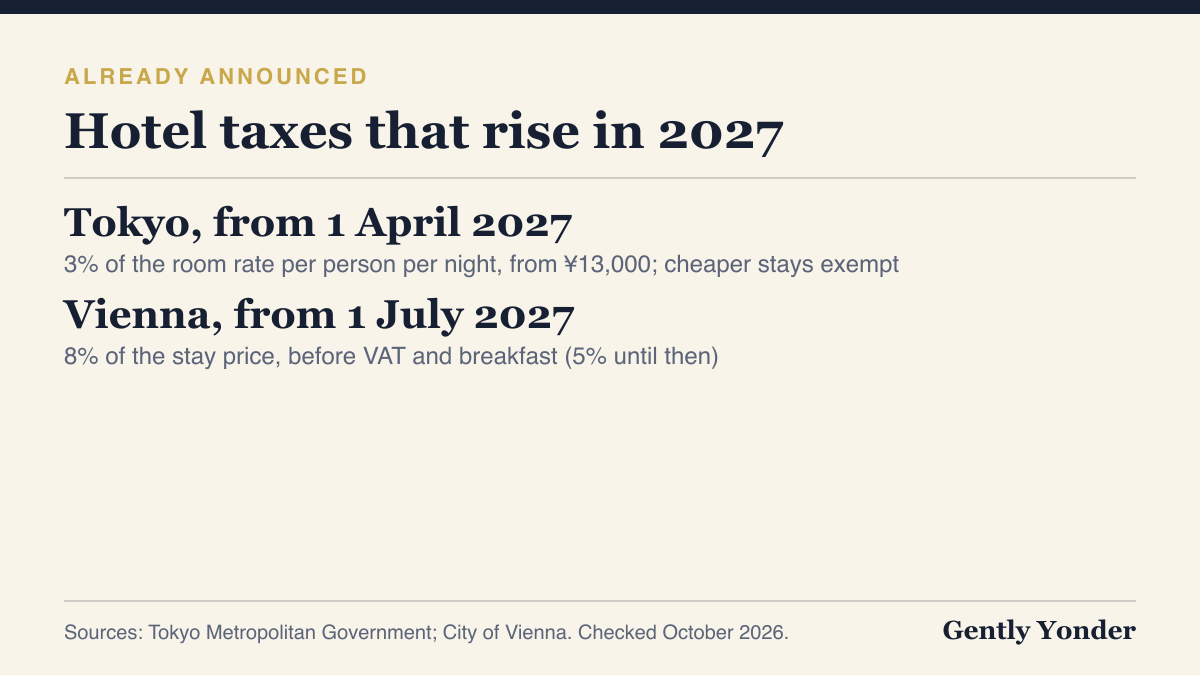 ALREADY ANNOUNCED
Hotel taxes that rise in 2027
Tokyo, from 1 April 2027
3% of the room rate per person per night, from ¥13,000; cheaper stays exempt
Vienna, from 1 July 2027
8% of the stay price, before VAT and breakfast (5% until then)
Sources: Tokyo Metropolitan Government; City of Vienna. Checked October 2026.
Gently Yonder